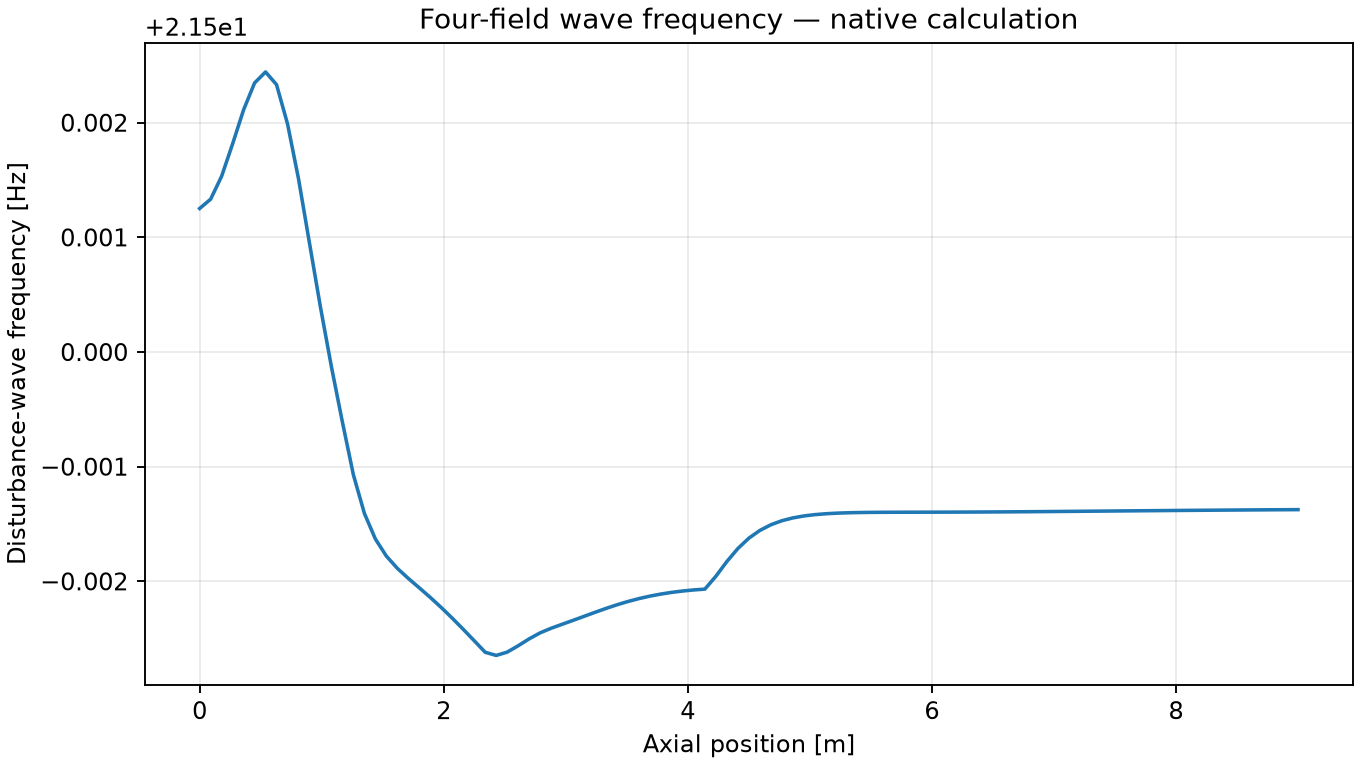 Four-field wave frequency — native calculation
+2.15e1
Disturbance-wave frequency [Hz]
0.002
0.001
0.000
−0.001
−0.002
0 2 4 6 8
Axial position [m]